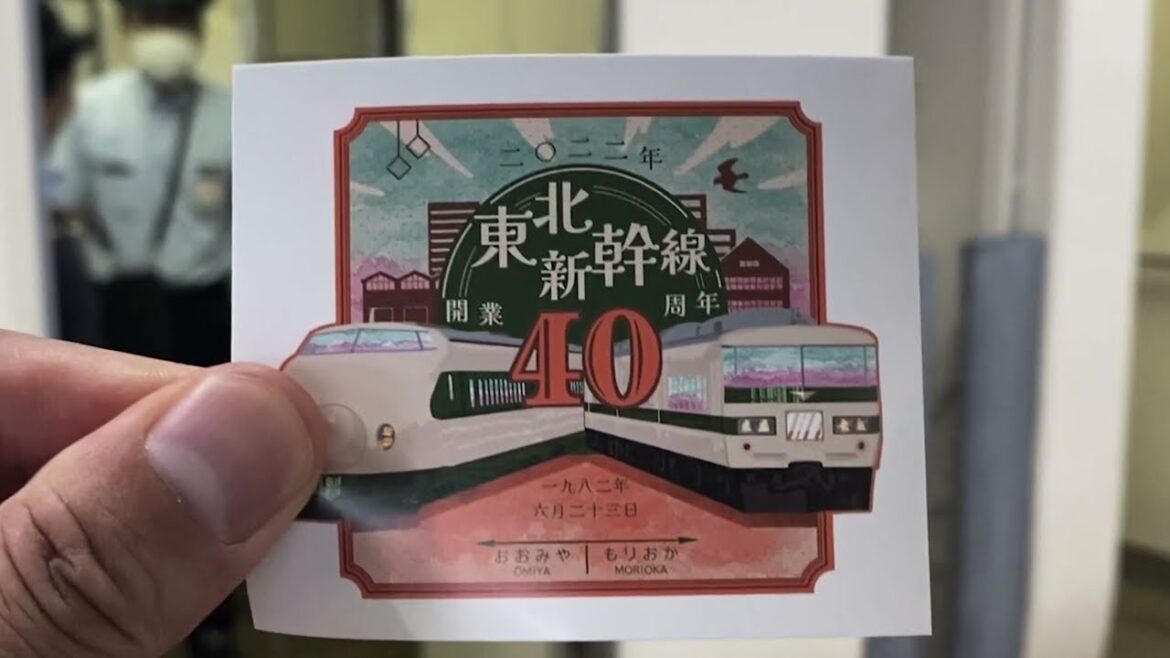 二〇二二年
東北
新幹線
開業 周年
40
一九八二年
六月二十三日
おおみや もりおか
OMIYA MORIOKA